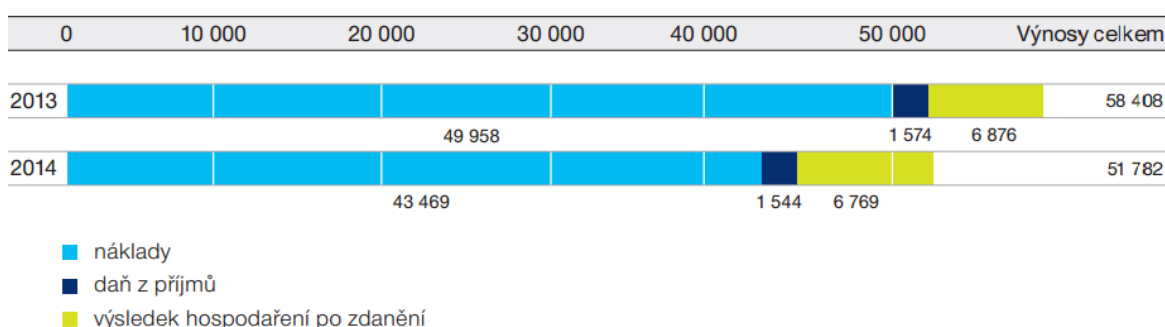 0 10 000 20 000 30 000 40 000 50 000 Výnosy celkem
2013 58 408
49 958 1 574 6 876
2014 51 782
43 469 1 544 6 769
náklady
daň z příjmů
výsledek hospodaření po zdanění